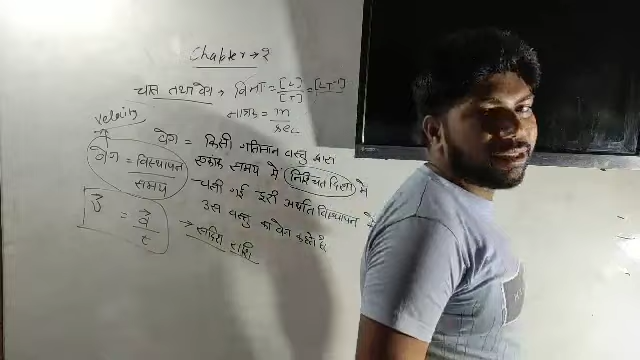 Chapter → 2
चाल तथा वेग → विमा = [L]/[T] = [LT⁻¹]
मात्रक = m/sec
velocity
वेग = किसी गतिमान वस्तु द्वारा
वेग = विस्थापन/समय
एकांक समय में निश्चित दिशा में
चली गई दूरी अर्थात विस्थापन
उस वस्तु का वेग कहते है
v⃗ = d⃗/t
→ सदिश राशि